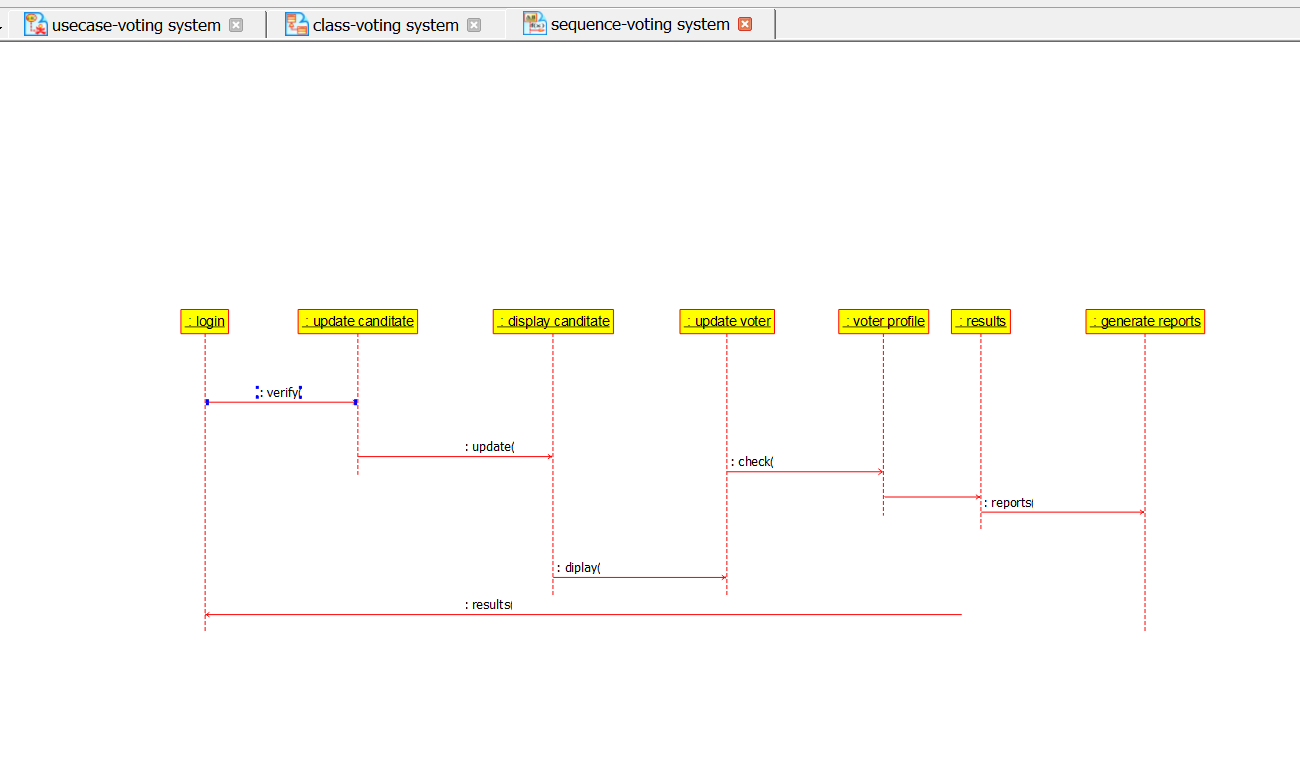 usecase-voting system
class-voting system
sequence-voting system
: login
: update canditate
: display canditate
: update voter
: voter profile
: results
: generate reports
: verify(
: update(
: check(
: reports(
: diplay(
: results(